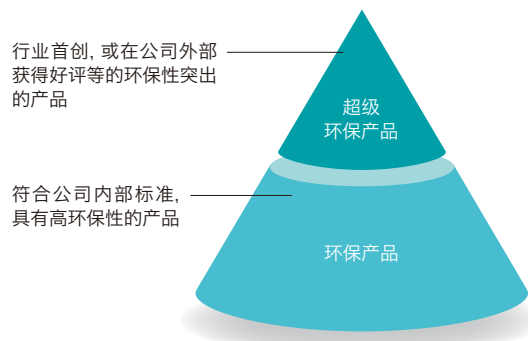 行业首创, 或在公司外部
获得好评等的环保性突出
的产品
超级
环保产品
符合公司内部标准,
具有高环保性的产品
环保产品